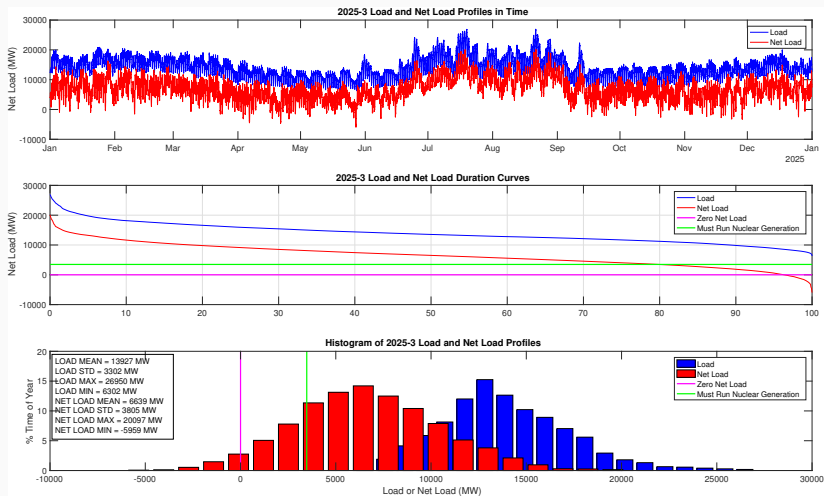 2025-3 Load and Net Load Profiles in Time
30000
20000
10000
0
-10000
Net Load (MW)
Load
Net Load
Jan Feb Mar Apr May Jun Jul Aug Sep Oct Nov Dec Jan
2025
2025-3 Load and Net Load Duration Curves
30000
20000
10000
0
-10000
Net Load (MW)
Load
Net Load
Zero Net Load
Must Run Nuclear Generation
0 10 20 30 40 50 60 70 80 90 100
Histogram of 2025-3 Load and Net Load Profiles
20
15
10
5
0
% Time of Year
LOAD MEAN = 13927 MW
LOAD STD = 3302 MW
LOAD MAX = 26950 MW
LOAD MIN = 6302 MW
NET LOAD MEAN = 6639 MW
NET LOAD STD = 3805 MW
NET LOAD MAX = 20097 MW
NET LOAD MIN = -5959 MW
Load
Net Load
Zero Net Load
Must Run Nuclear Generation
-10000 -5000 0 5000 10000 15000 20000 25000 30000
Load or Net Load (MW)